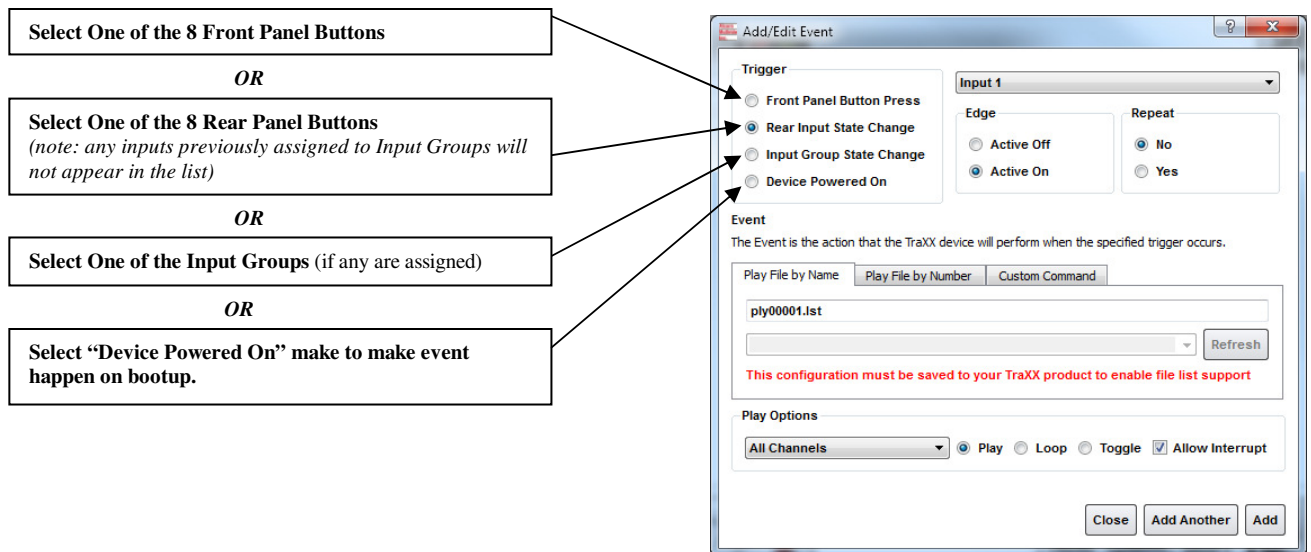 Select One of the 8 Front Panel Buttons
OR
Select One of the 8 Rear Panel Buttons
(note: any inputs previously assigned to Input Groups will
not appear in the list)
OR
Select One of the Input Groups (if any are assigned)
OR
Select “Device Powered On” make to make event
happen on bootup.
Add/Edit Event
Trigger
Front Panel Button Press
Rear Input State Change
Input Group State Change
Device Powered On
Input 1
Edge
Active Off
Active On
Repeat
No
Yes
Event
The Event is the action that the TraXX device will perform when the specified trigger occurs.
Play File by Name Play File by Number Custom Command
ply00001.lst
Refresh
This configuration must be saved to your TraXX product to enable file list support
Play Options
All Channels Play Loop Toggle Allow Interrupt
Close Add Another Add